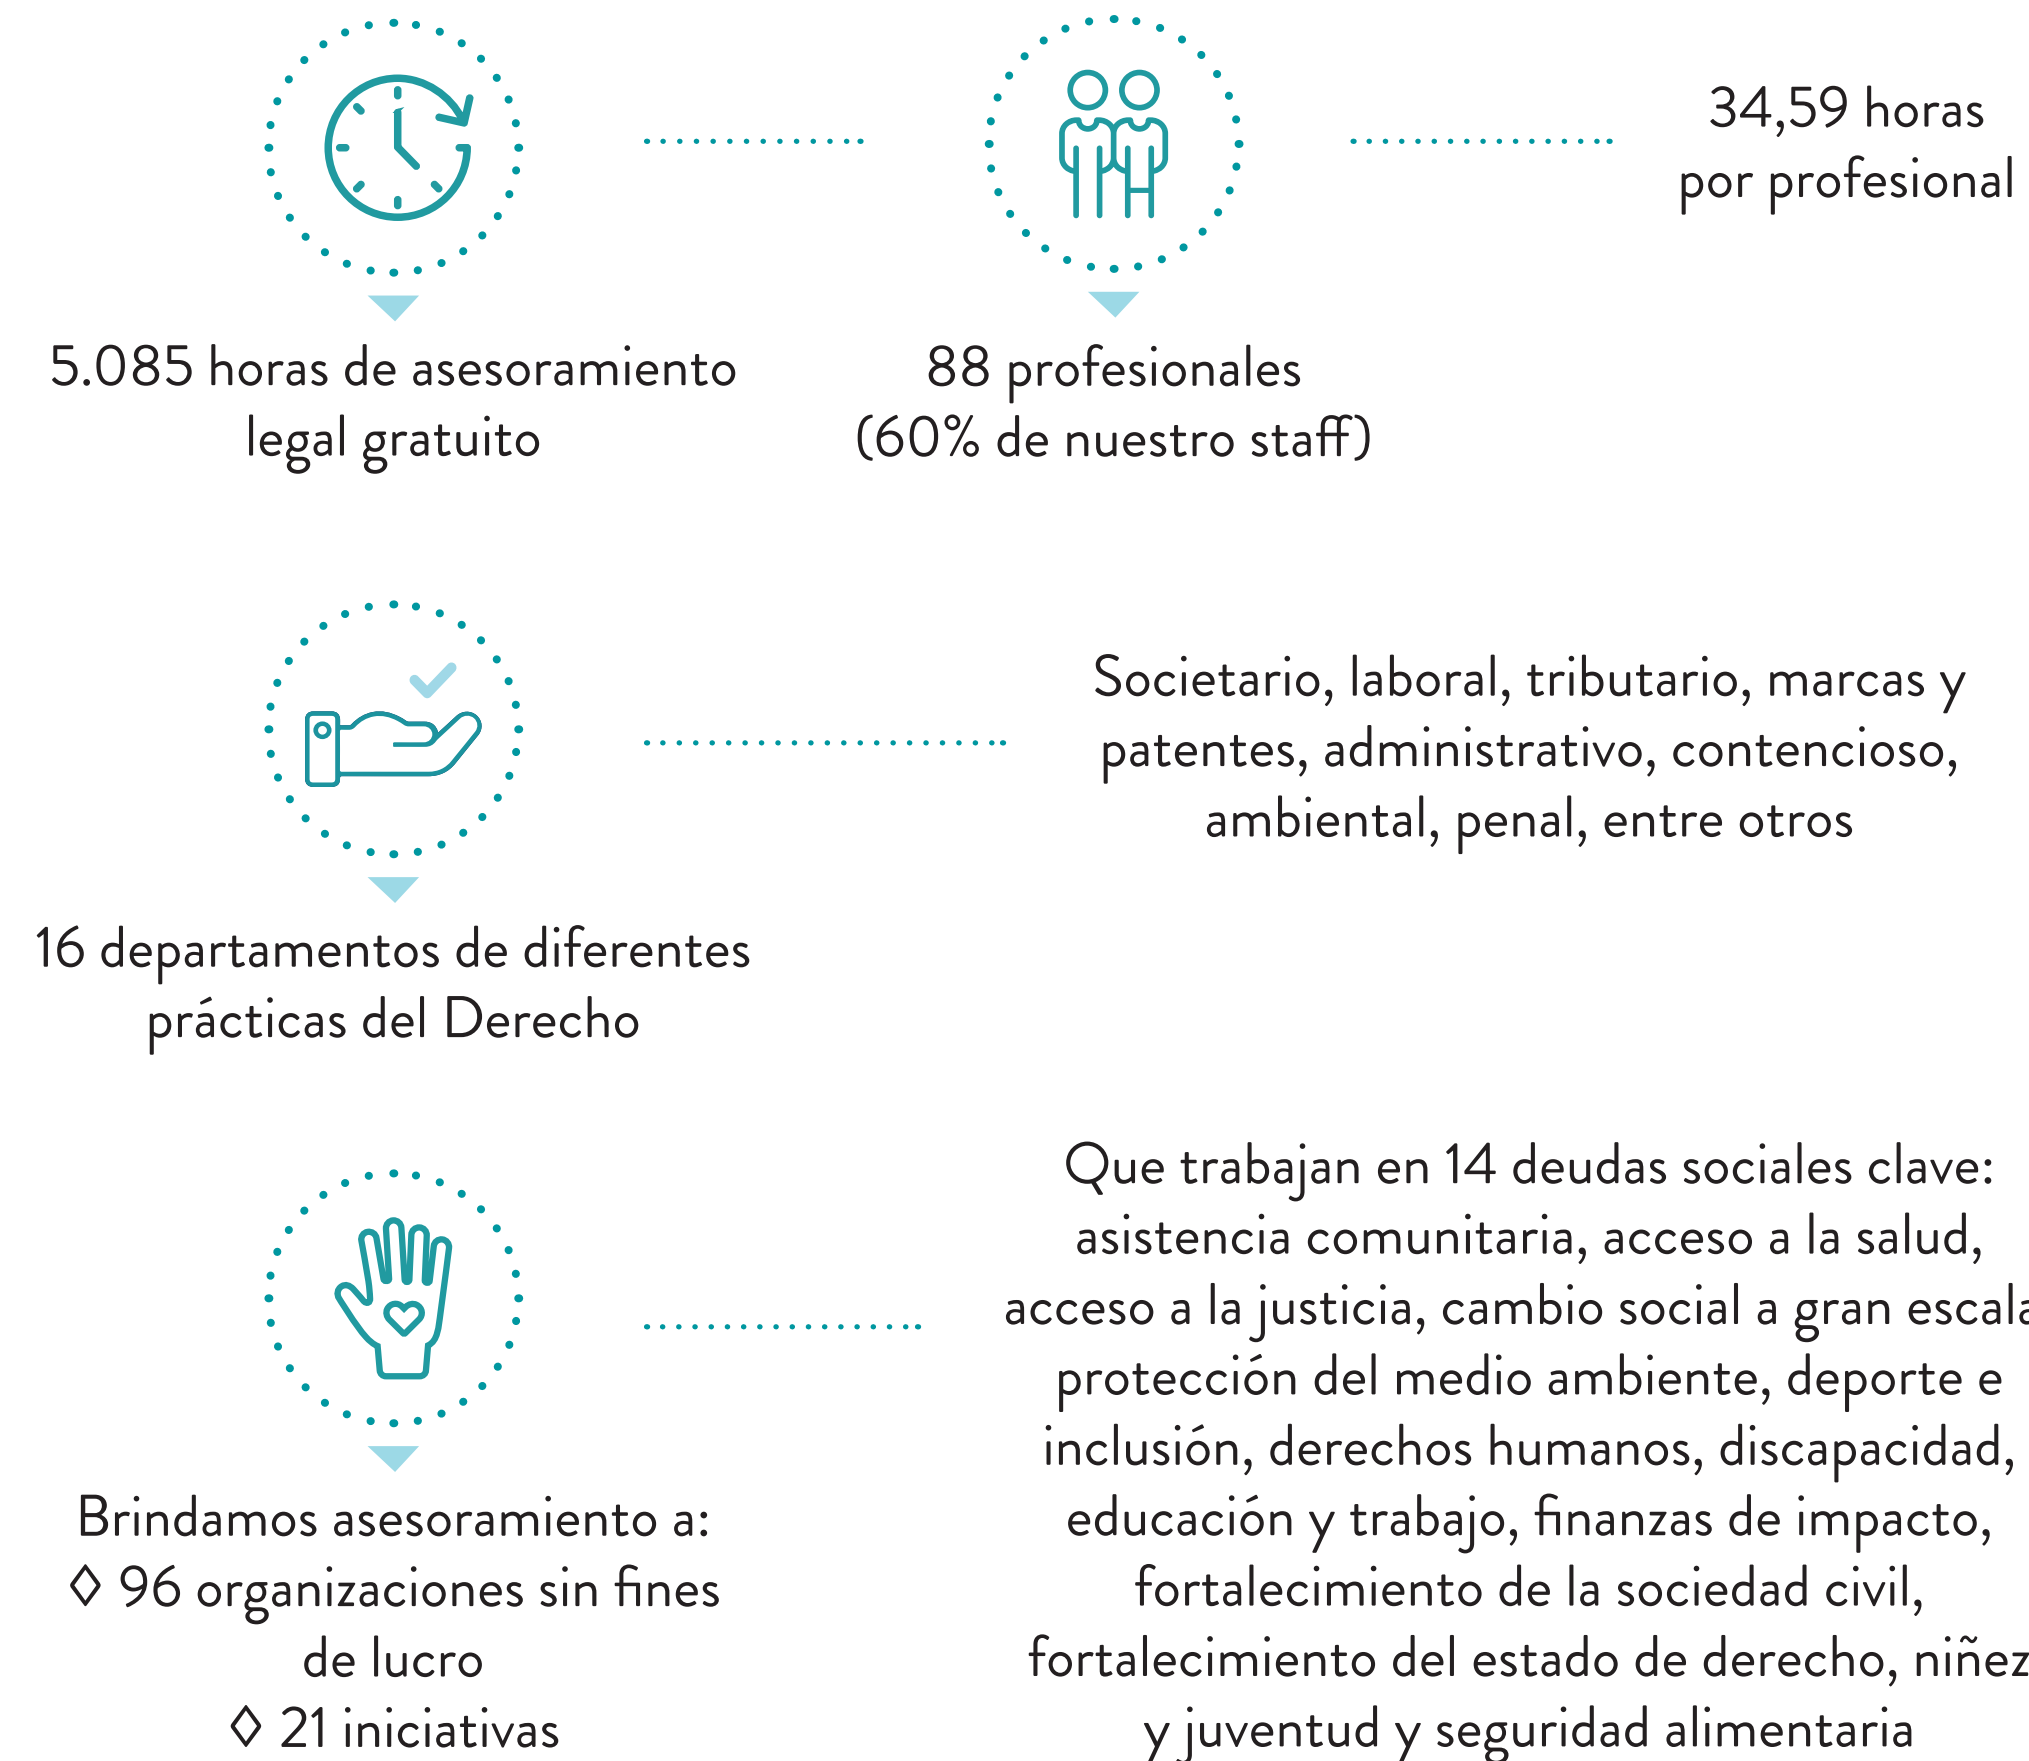 5.085 horas de asesoramiento
legal gratuito
88 profesionales
(60% de nuestro staff)
34,59 horas
por profesional
16 departamentos de diferentes
prácticas del Derecho
Societario, laboral, tributario, marcas y
patentes, administrativo, contencioso,
ambiental, penal, entre otros
Brindamos asesoramiento a:
◊ 96 organizaciones sin fines
de lucro
◊ 21 iniciativas
Que trabajan en 14 deudas sociales clave:
asistencia comunitaria, acceso a la salud,
acceso a la justicia, cambio social a gran escala
protección del medio ambiente, deporte e
inclusión, derechos humanos, discapacidad,
educación y trabajo, finanzas de impacto,
fortalecimiento de la sociedad civil,
fortalecimiento del estado de derecho, niñez
y juventud y seguridad alimentaria